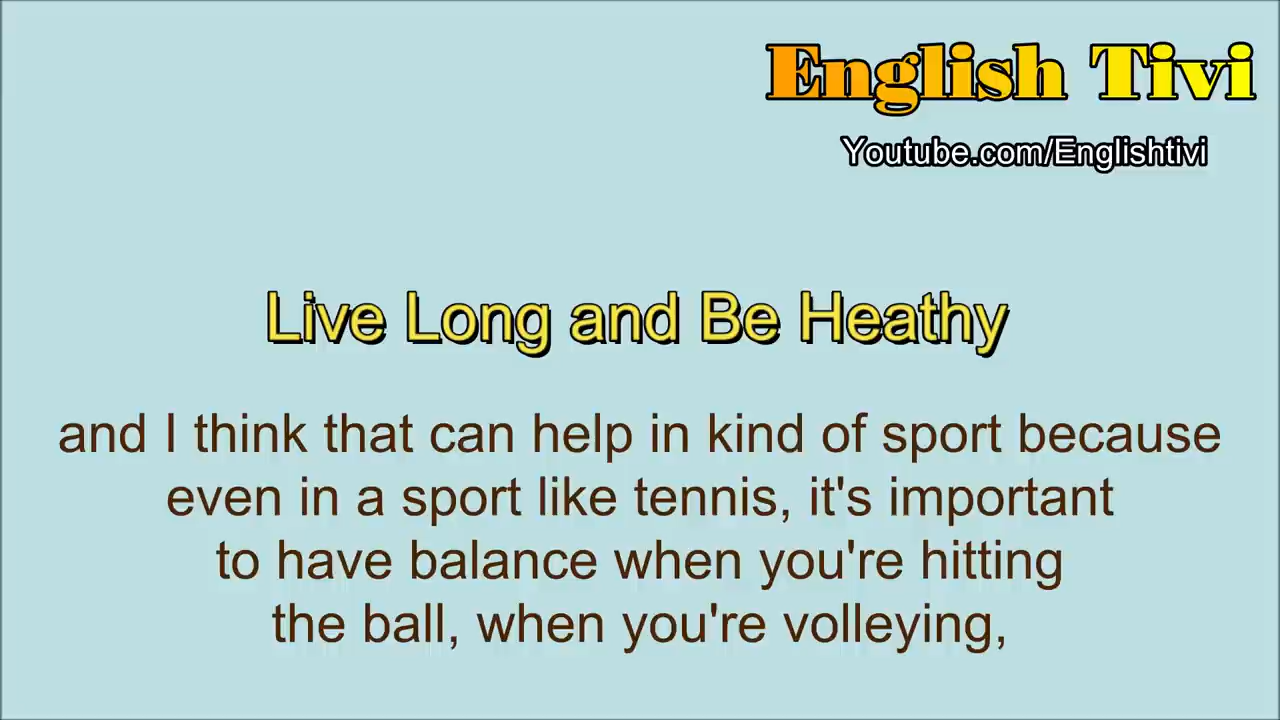 English Tivi
Youtube.com/Englishtivi
Live Long and Be Heathy
and I think that can help in kind of sport because
even in a sport like tennis, it's important
to have balance when you're hitting
the ball, when you're volleying,